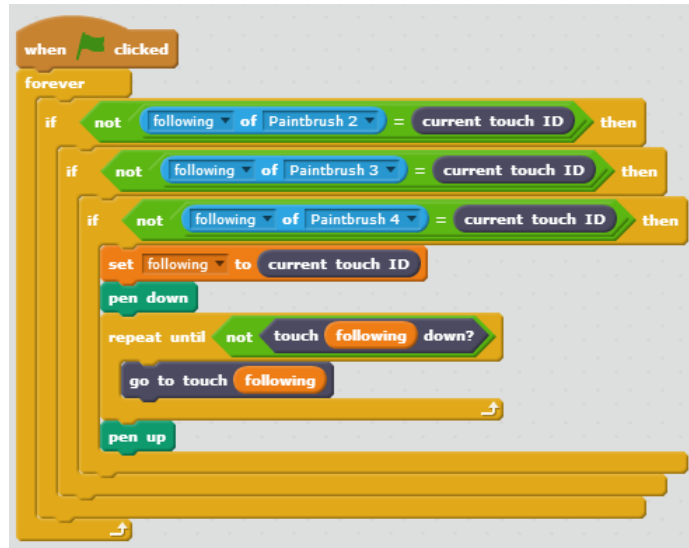 when clicked
forever
if not following of Paintbrush 2 = current touch ID then
if not following of Paintbrush 3 = current touch ID then
if not following of Paintbrush 4 = current touch ID then
set following to current touch ID
pen down
repeat until not touch following down?
go to touch following
pen up